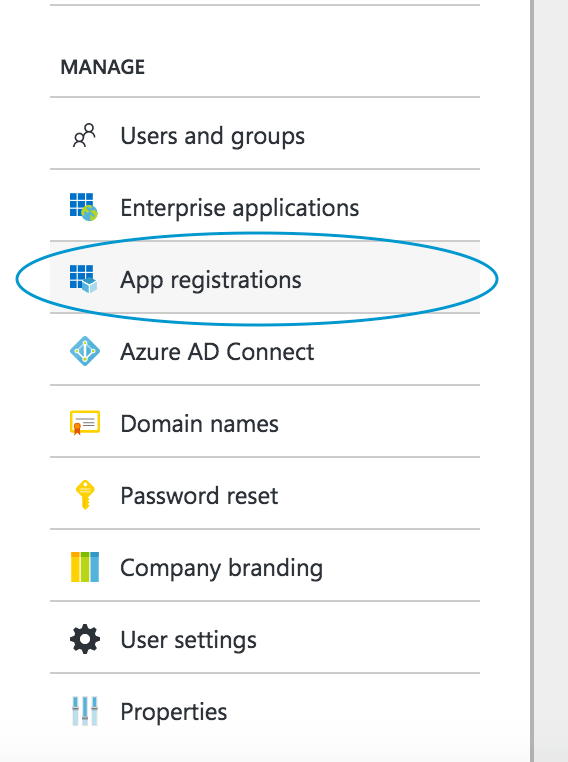 MANAGE
Users and groups
Enterprise applications
App registrations
Azure AD Connect
Domain names
Password reset
Company branding
User settings
Properties